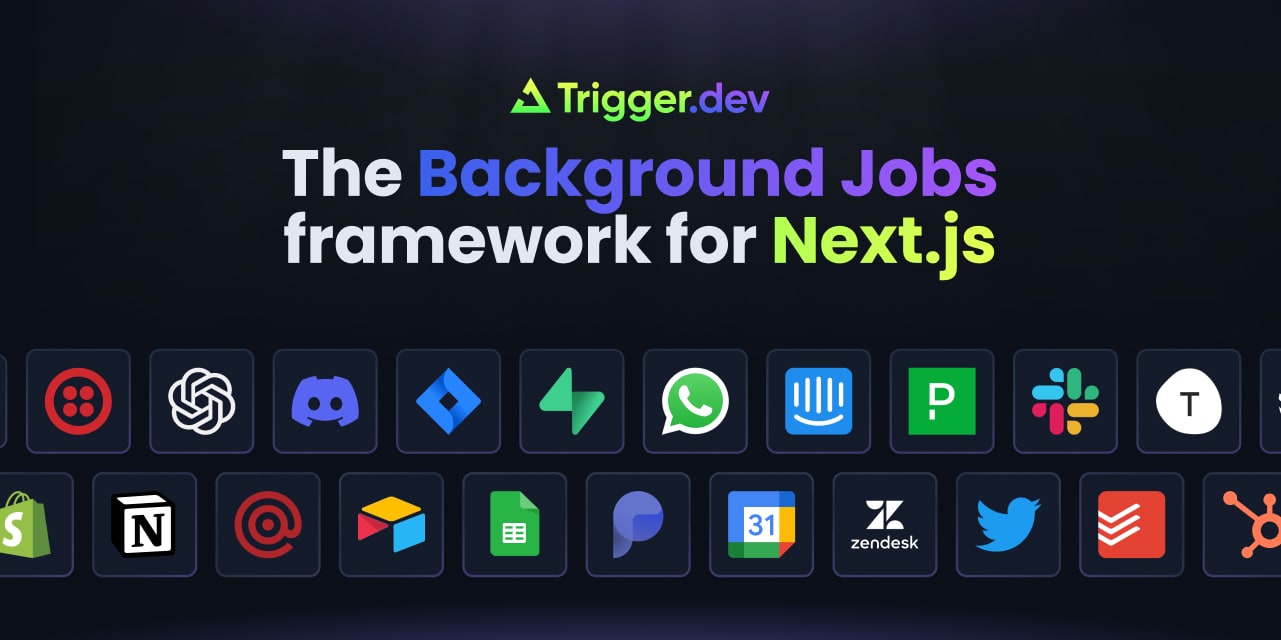 Trigger.dev
The Background Jobs
framework for Next.js
P
T
S
N
31
zendesk